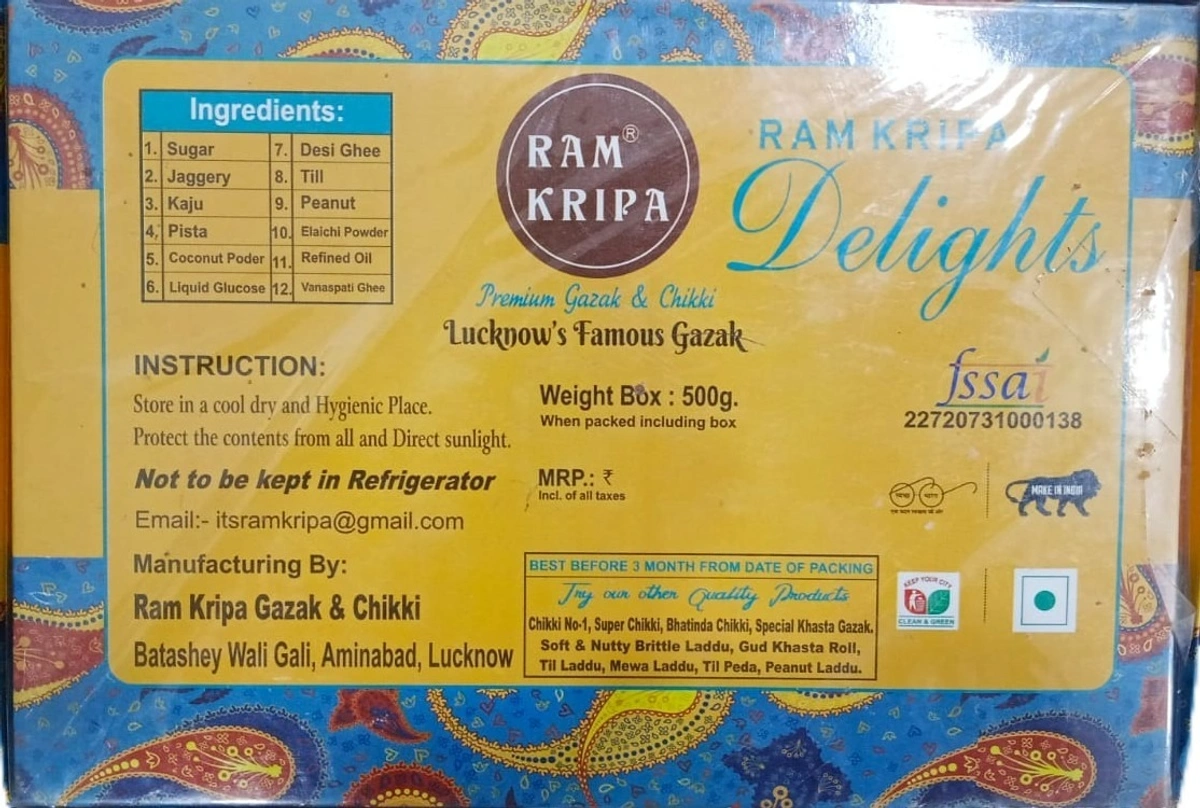 Ingredients:
1. Sugar 7. Desi Ghee
2. Jaggery 8. Till
3. Kaju 9. Peanut
4, Pista 10. Elaichi Powder
5. Coconut Poder 11. Refined Oil
6. Liquid Glucose 12. Vanaspati Ghee
RAM®
KRIPA
RAM KRIPA
Delights
Premium Gazak & Chikki
Lucknow's Famous Gazak
INSTRUCTION:
Store in a cool dry and Hygienic Place.
Protect the contents from all and Direct sunlight.
Not to be kept in Refrigerator
Email:- itsramkripa@gmail.com
Manufacturing By:
Ram Kripa Gazak & Chikki
Batashey Wali Gali, Aminabad, Lucknow
Weight Box : 500g.
When packed including box
MRP.: ₹
Incl. of all taxes
BEST BEFORE 3 MONTH FROM DATE OF PACKING
Try our other Quality Products
Chikki No-1, Super Chikki, Bhatinda Chikki, Special Khasta Gazak.
Soft & Nutty Brittle Laddu, Gud Khasta Roll,
Til Laddu, Mewa Laddu, Til Peda, Peanut Laddu.
fssai
22720731000138
MAKE IN INDIA
KEEP YOUR CITY
CLEAN & GREEN